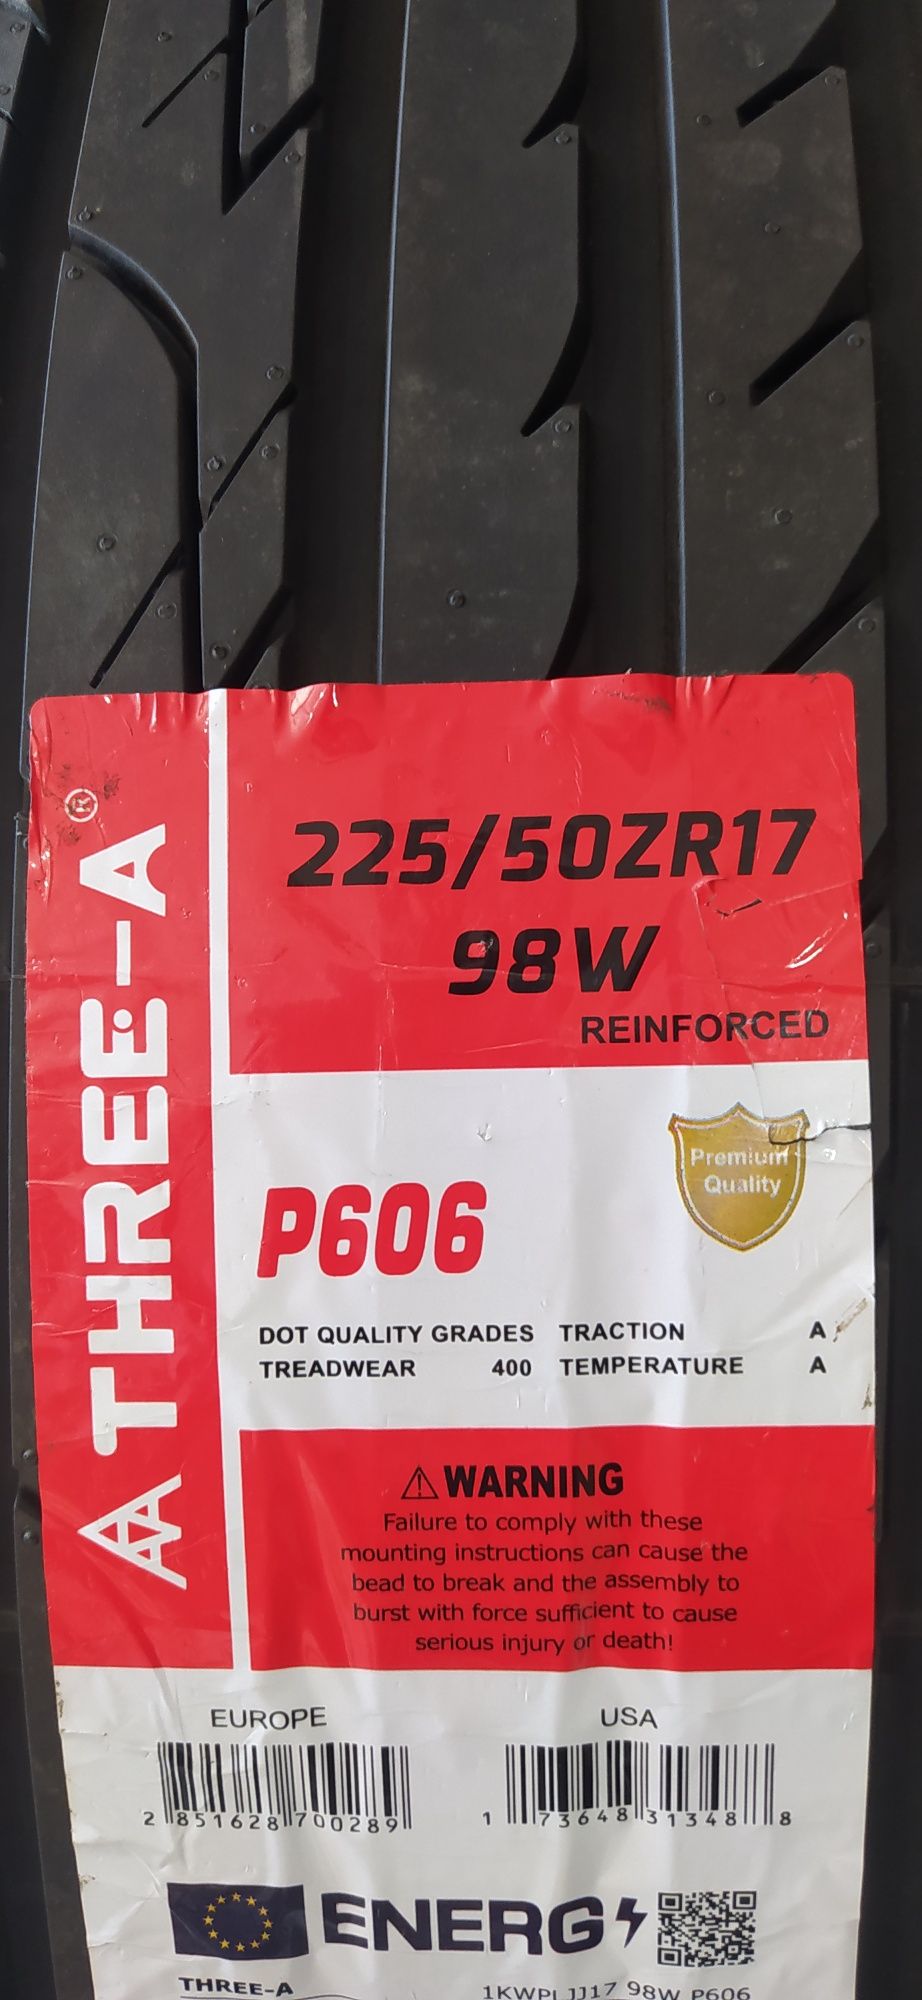 THREE-A®
225/50ZR17
98W
REINFORCED
Premium
Quality
P606
DOT QUALITY GRADES TRACTION A
TREADWEAR 400 TEMPERATURE A
⚠WARNING
Failure to comply with these
mounting instructions can cause the
bead to break and the assembly to
burst with force sufficient to cause
serious injury or death!
EUROPE USA
2 851628 700289 1 73648 31348 8
ENERG
THREE-A 98W P606